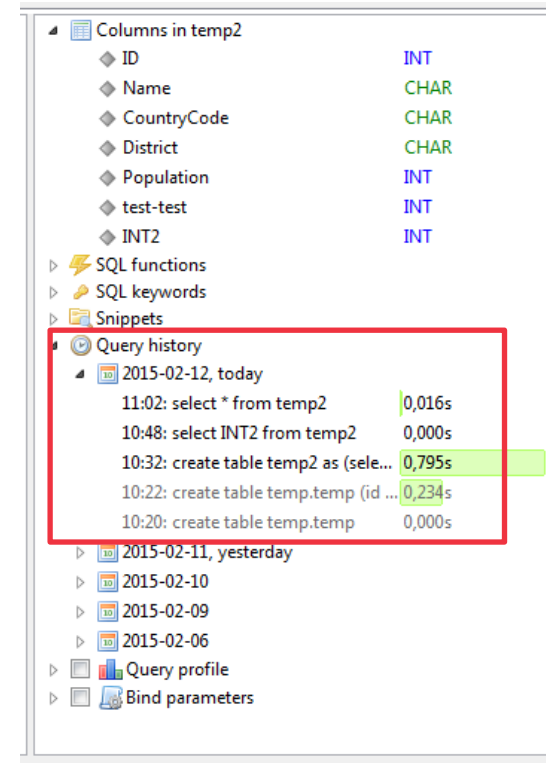 Columns in temp2
ID INT
Name CHAR
CountryCode CHAR
District CHAR
Population INT
test-test INT
INT2 INT
SQL functions
SQL keywords
Snippets
Query history
2015-02-12, today
11:02: select * from temp2 0,016s
10:48: select INT2 from temp2 0,000s
10:32: create table temp2 as (sele... 0,795s
10:22: create table temp.temp (id ... 0,234s
10:20: create table temp.temp 0,000s
2015-02-11, yesterday
2015-02-10
2015-02-09
2015-02-06
Query profile
Bind parameters